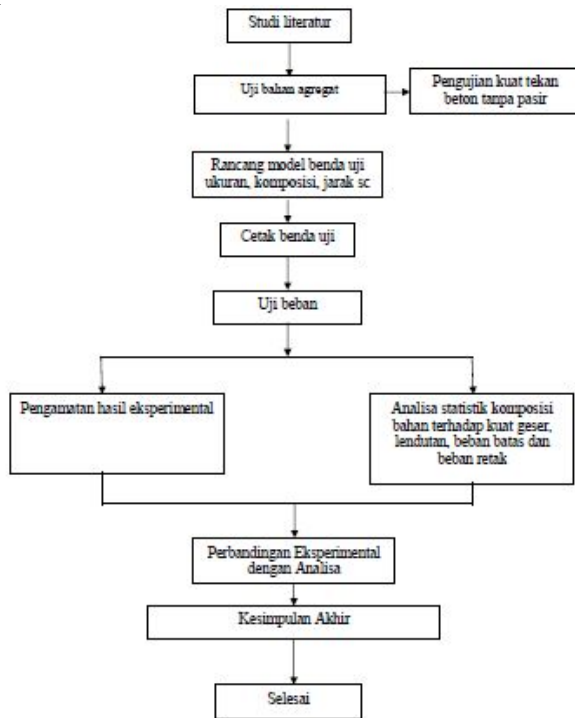 Studi literatur
Uji bahan agregat
Pengujian kuat tekan
beton tanpa pasir
Rancang model benda uji
ukuran, komposisi, jarak sc
Cetak benda uji
Uji beban
Pengamatan hasil eksperimental
Analisa statistik komposisi
bahan terhadap kuat geser,
lendutan, beban batas dan
beban retak
Perbandingan Eksperimental
dengan Analisa
Kesimpulan Akhir
Selesai